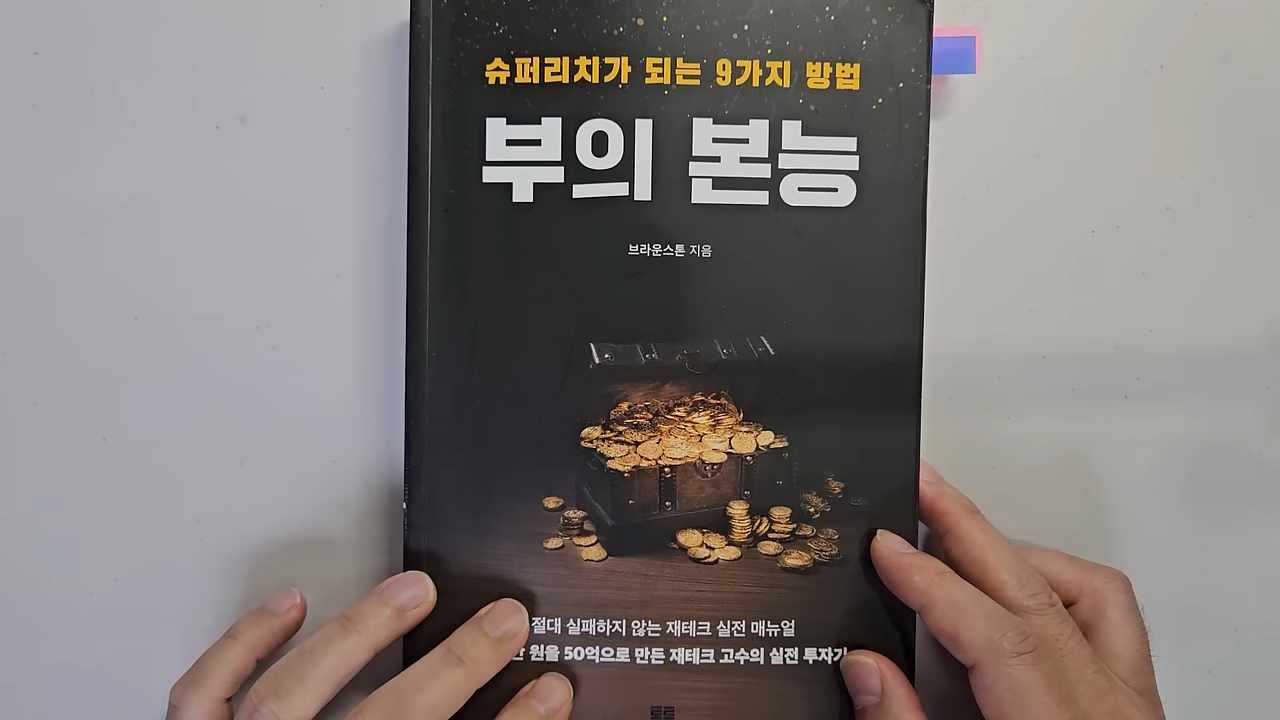 슈퍼리치가 되는 9가지 방법
부의 본능
브라운스톤 지음
절대 실패하지 않는 재테크 실전 매뉴얼
원을 50억으로 만든 재테크 고수의 실전 투자기